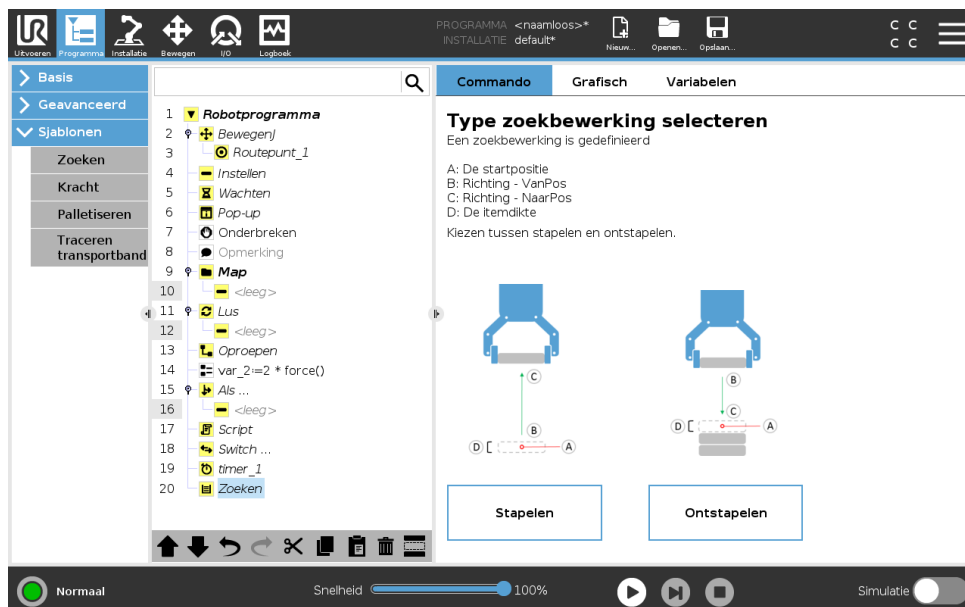 PROGRAMMA <naamloos>*
INSTALLATIE default*
Uitvoeren
Programma
Installatie
Bewegen
I/O
Logboek
Nieuw...
Openen...
Opslaan...
C C
C C
Basis
Geavanceerd
Sjablonen
Zoeken
Kracht
Palletiseren
Traceren
transportband
1 Robotprogramma
2 BewegenJ
3 Routepunt_1
4 Instellen
5 Wachten
6 Pop-up
7 Onderbreken
8 Opmerking
9 Map
10 <leeg>
11 Lus
12 <leeg>
13 Oproepen
14 var_2:=2 * force()
15 Als ...
16 <leeg>
17 Script
18 Switch ...
19 timer_1
20 Zoeken
Commando
Grafisch
Variabelen
Type zoekbewerking selecteren
Een zoekbewerking is gedefinieerd
A: De startpositie
B: Richting - VanPos
C: Richting - NaarPos
D: De itemdikte
Kiezen tussen stapelen en ontstapelen.
C
B
D
A
B
C
D
A
Stapelen
Ontstapelen
Normaal
Snelheid
100%
Simulatie